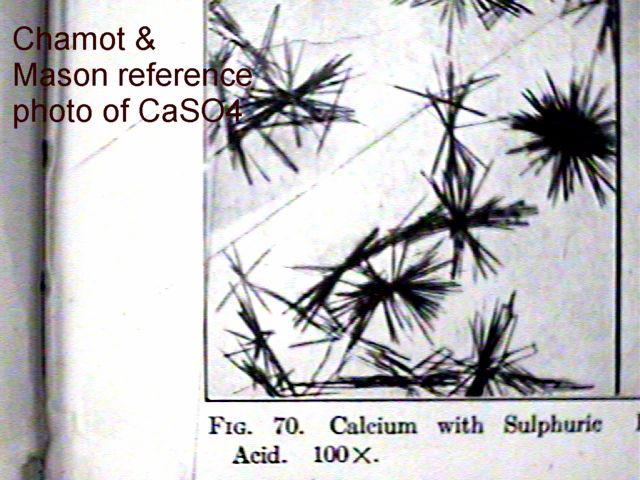 Chamot &
Mason reference
photo of CaSO4
FIG. 70. Calcium with Sulphuric
Acid. 100×.